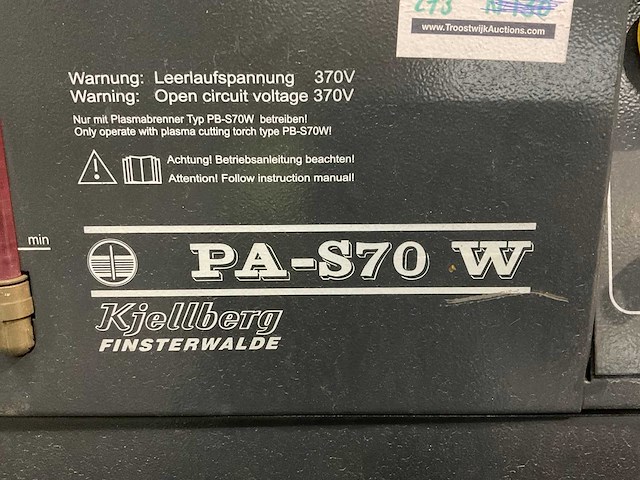 273
www.TroostwijkAuctions.com
Warnung: Leerlaufspannung 370V
Warning: Open circuit voltage 370V
Nur mit Plasmabrenner Typ PB-S70W betreiben!
Only operate with plasma cutting torch type PB-S70W!
Achtung! Betriebsanleitung beachten!
Attention! Follow instruction manual!
min
PA-S70 W
Kjellberg
FINSTERWALDE